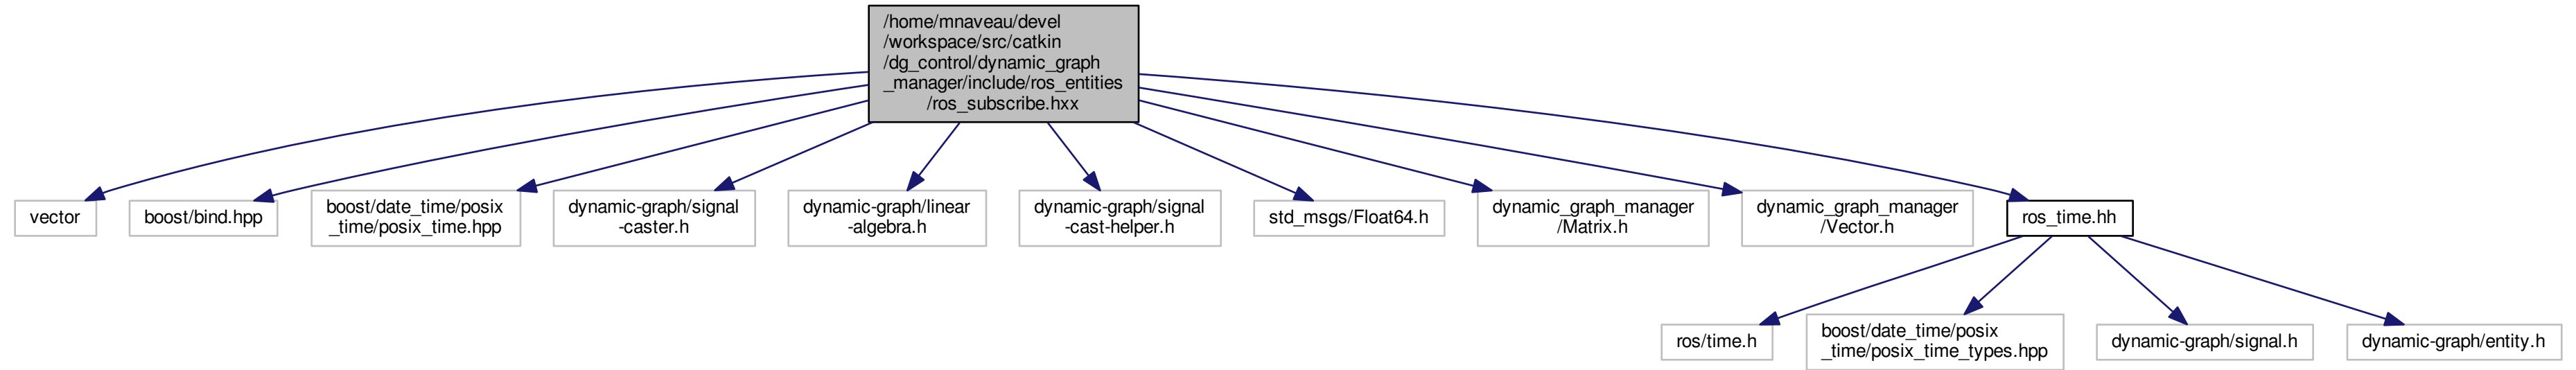 /home/mnaveau/devel
/workspace/src/catkin
/dg_control/dynamic_graph
_manager/include/ros_entities
/ros_subscribe.hxx
vector
boost/bind.hpp
boost/date_time/posix
_time/posix_time.hpp
dynamic-graph/signal
-caster.h
dynamic-graph/linear
-algebra.h
dynamic-graph/signal
-cast-helper.h
std_msgs/Float64.h
dynamic_graph_manager
/Matrix.h
dynamic_graph_manager
/Vector.h
ros_time.hh
ros/time.h
boost/date_time/posix
_time/posix_time_types.hpp
dynamic-graph/signal.h
dynamic-graph/entity.h